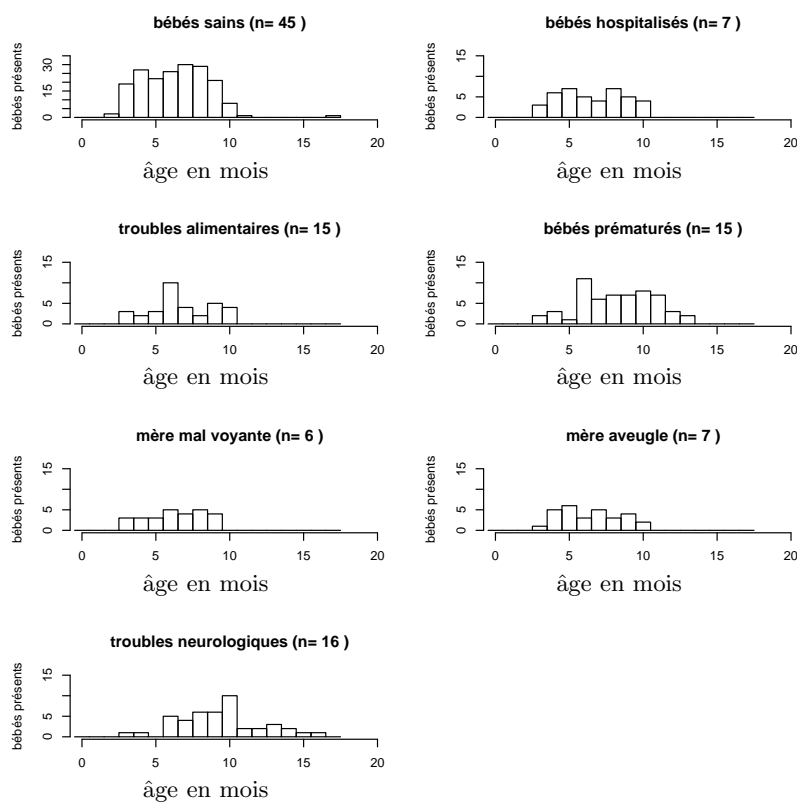 bébés sains (n= 45 )
bébés présents
0 15 30
0 5 10 15 20
âge en mois
bébés hospitalisés (n= 7 )
bébés présents
0 5 15
0 5 10 15 20
âge en mois
troubles alimentaires (n= 15 )
bébés présents
0 5 15
0 5 10 15 20
âge en mois
bébés prématurés (n= 15 )
bébés présents
0 5 15
0 5 10 15 20
âge en mois
mère mal voyante (n= 6 )
bébés présents
0 5 15
0 5 10 15 20
âge en mois
mère aveugle (n= 7 )
bébés présents
0 5 15
0 5 10 15 20
âge en mois
troubles neurologiques (n= 16 )
bébés présents
0 5 15
0 5 10 15 20
âge en mois